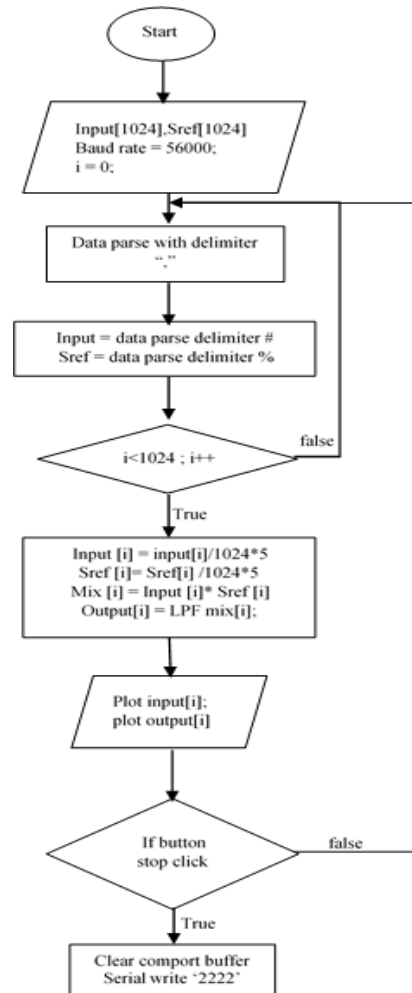 Start
Input[1024],Sref[1024]
Baud rate = 56000;
i = 0;
Data parse with delimiter
“,”
Input = data parse delimiter #
Sref = data parse delimiter %
i<1024 ; i++
false
True
Input [i] = input[i]/1024*5
Sref [i]= Sref[i] /1024*5
Mix [i] = Input [i]* Sref [i]
Output[i] = LPF mix[i];
Plot input[i];
plot output[i]
If button
stop click
false
True
Clear comport buffer
Serial write ‘2222’